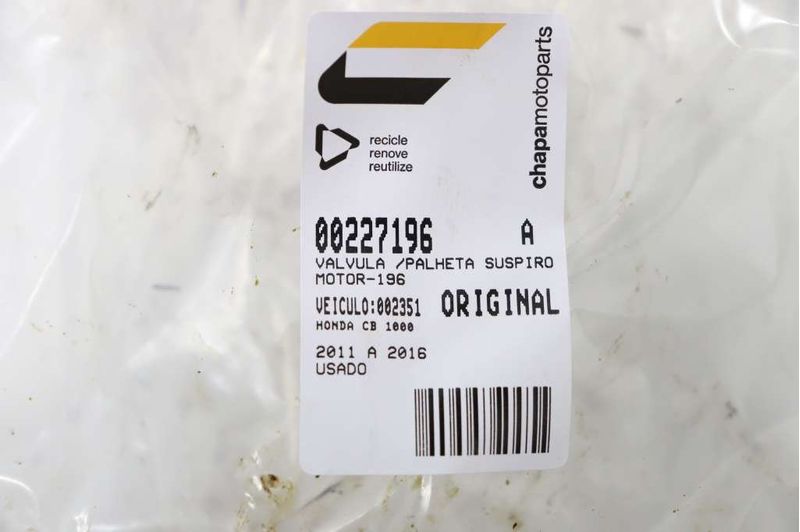 chapamotoparts
recicle
renove
reutilize
00227196 A
VALVULA /PALHETA SUSPIRO
MOTOR-196
VEICULO:002351 ORIGINAL
HONDA CB 1000
2011 A 2016
USADO